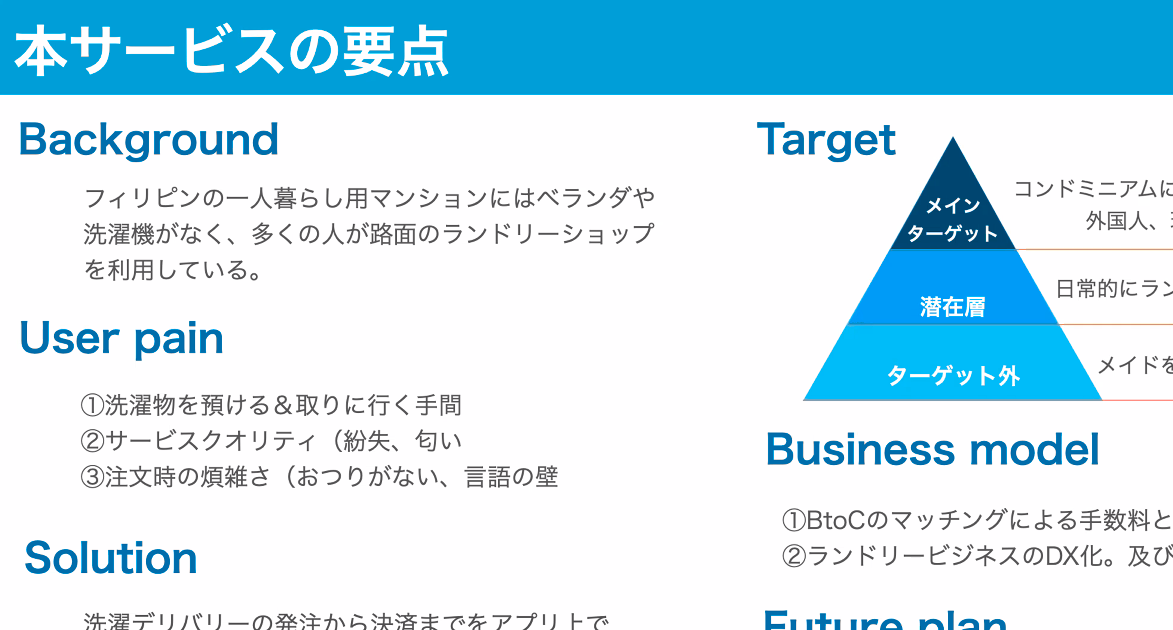 本サービスの要点
Background
フィリピンの一人暮らし用マンションにはベランダや
洗濯機がなく、多くの人が路面のランドリーショップ
を利用している。
User pain
①洗濯物を預ける＆取りに行く手間
②サービスクオリティ（紛失、匂い
③注文時の煩雑さ（おつりがない、言語の壁
Solution
洗濯デリバリーの発注から決済までをアプリ上で
Target
メイン
ターゲット
コンドミニアムに
外国人、
潜在層
日常的にラン
ターゲット外
メイドを
Business model
①BtoCのマッチングによる手数料と
②ランドリービジネスのDX化。及び
Future plan